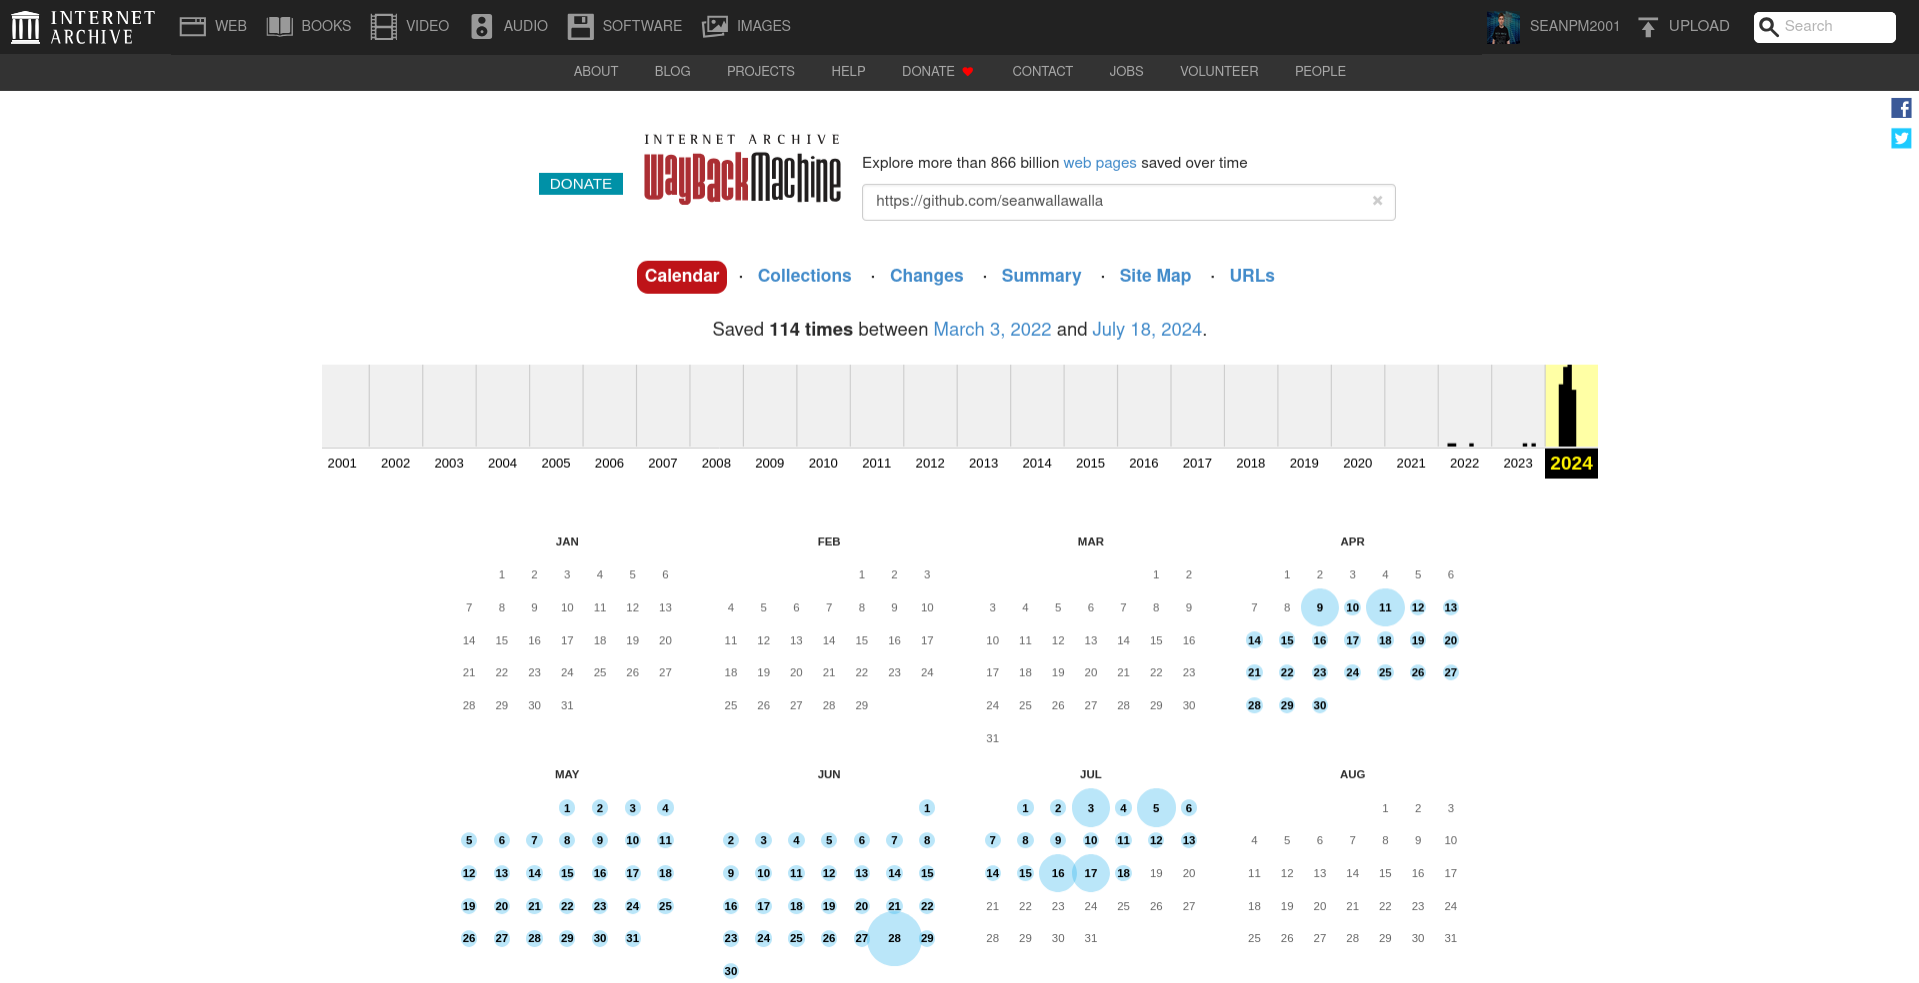 INTERNET ARCHIVE
WEB BOOKS VIDEO AUDIO SOFTWARE IMAGES SEANPM2001 UPLOAD Search
ABOUT BLOG PROJECTS HELP DONATE CONTACT JOBS VOLUNTEER PEOPLE
INTERNET ARCHIVE
WayBackMachine
DONATE
Explore more than 866 billion web pages saved over time
https://github.com/seanwallawalla ×
Calendar · Collections · Changes · Summary · Site Map · URLs
Saved 114 times between March 3, 2022 and July 18, 2024.
2001 2002 2003 2004 2005 2006 2007 2008 2009 2010 2011 2012 2013 2014 2015 2016 2017 2018 2019 2020 2021 2022 2023 2024
JAN
1 2 3 4 5 6
7 8 9 10 11 12 13
14 15 16 17 18 19 20
21 22 23 24 25 26 27
28 29 30 31
FEB
1 2 3
4 5 6 7 8 9 10
11 12 13 14 15 16 17
18 19 20 21 22 23 24
25 26 27 28 29
MAR
1 2
3 4 5 6 7 8 9
10 11 12 13 14 15 16
17 18 19 20 21 22 23
24 25 26 27 28 29 30
31
APR
1 2 3 4 5 6
7 8 9 10 11 12 13
14 15 16 17 18 19 20
21 22 23 24 25 26 27
28 29 30
MAY
1 2 3 4
5 6 7 8 9 10 11
12 13 14 15 16 17 18
19 20 21 22 23 24 25
26 27 28 29 30 31
JUN
1
2 3 4 5 6 7 8
9 10 11 12 13 14 15
16 17 18 19 20 21 22
23 24 25 26 27 28 29
30
JUL
1 2 3 4 5 6
7 8 9 10 11 12 13
14 15 16 17 18 19 20
21 22 23 24 25 26 27
28 29 30 31
AUG
1 2 3
4 5 6 7 8 9 10
11 12 13 14 15 16 17
18 19 20 21 22 23 24
25 26 27 28 29 30 31